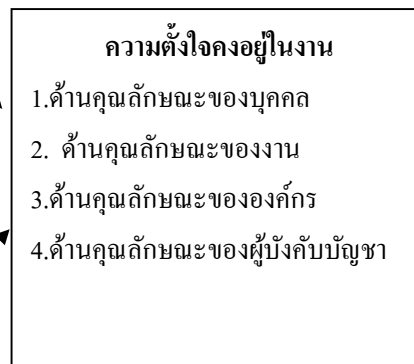 ความตั้งใจคงอยู่ในงาน
1.ด้านคุณลักษณะของบุคคล
2. ด้านคุณลักษณะของงาน
3.ด้านคุณลักษณะขององค์กร
4.ด้านคุณลักษณะของผู้บังคับบัญชา